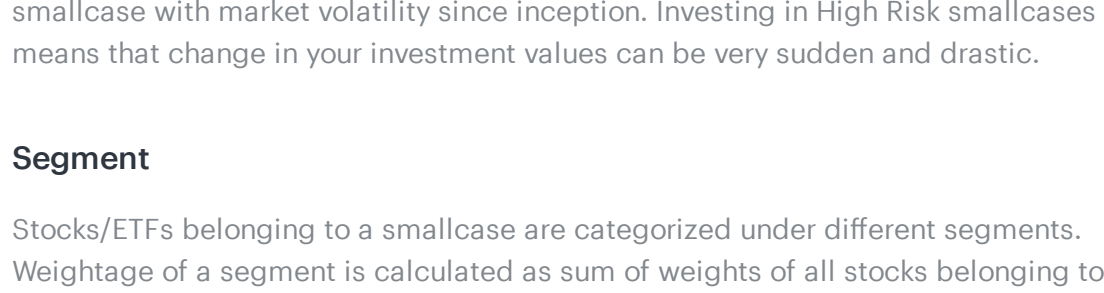 smallcase with market volatility since inception. Investing in High Risk smallcases
means that change in your investment values can be very sudden and drastic.
Segment
Stocks/ETFs belonging to a smallcase are categorized under different segments.
Weightage of a segment is calculated as sum of weights of all stocks belonging to